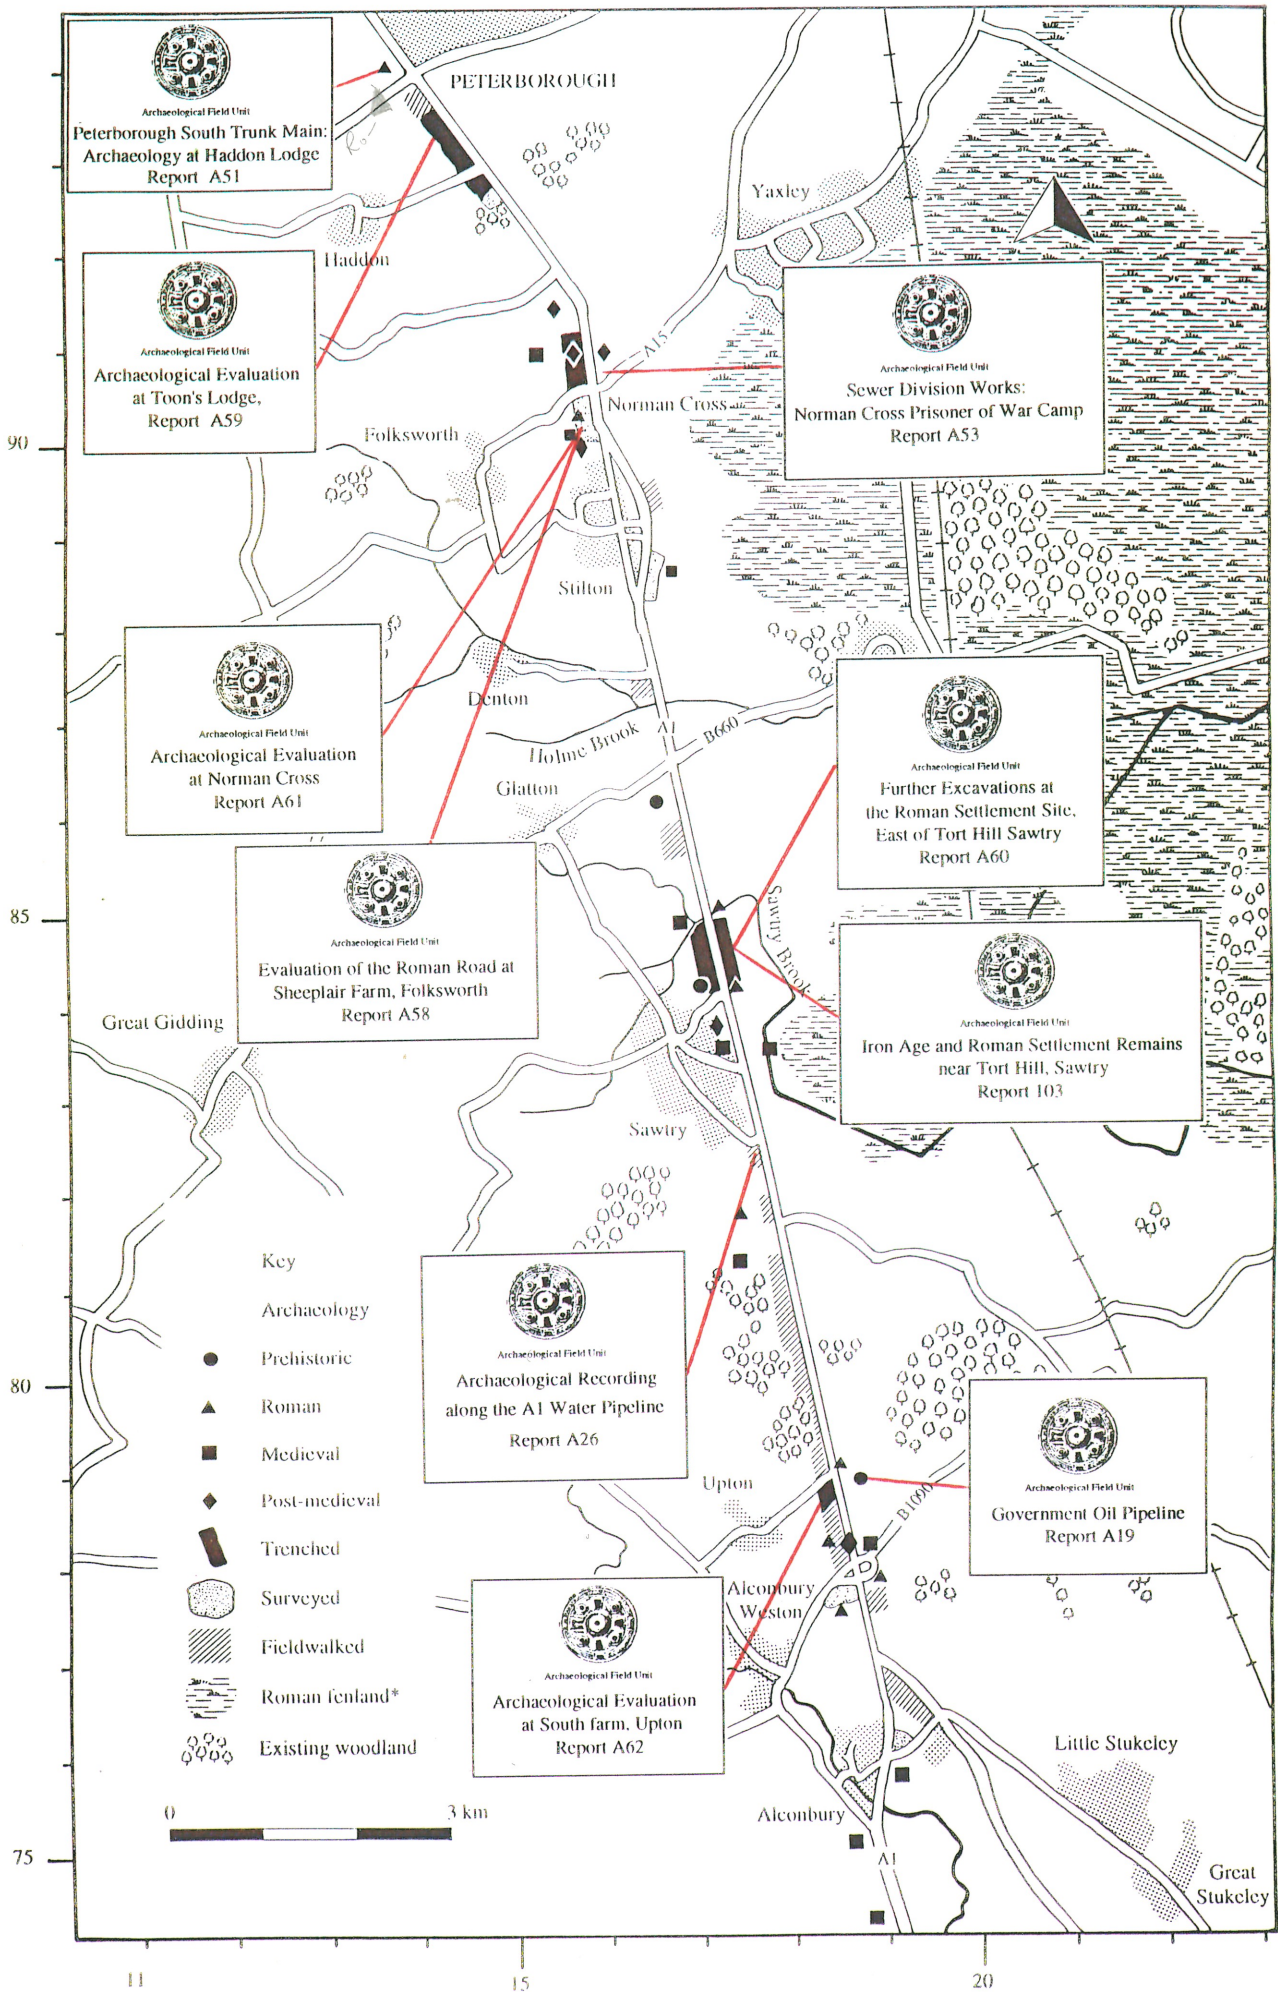 Archaeological Field Unit
Peterborough South Trunk Main:
Archaeology at Haddon Lodge
Report A51
PETERBOROUGH
Yaxley
Haddon
Archaeological Field Unit
Archaeological Evaluation
at Toon's Lodge,
Report A59
A15
Archaeological Field Unit
Sewer Division Works:
Norman Cross Prisoner of War Camp
Report A53
Norman Cross
90
Folksworth
Stilton
Archaeological Field Unit
Archaeological Evaluation
at Norman Cross
Report A61
Denton
Holme Brook
A1
B660
Glatton
Archaeological Field Unit
Further Excavations at
the Roman Settlement Site,
East of Tort Hill Sawtry
Report A60
85
Archaeological Field Unit
Evaluation of the Roman Road at
Sheeplair Farm, Folksworth
Report A58
Sawtry Brook
Archaeological Field Unit
Iron Age and Roman Settlement Remains
near Tort Hill, Sawtry
Report 103
Great Gidding
Sawtry
Key
Archaeology
Prehistoric
Roman
Medieval
Post-medieval
Trenched
Surveyed
Fieldwalked
Roman fenland*
Existing woodland
0 3 km
80
Archaeological Field Unit
Archaeological Recording
along the A1 Water Pipeline
Report A26
Upton
B1090
Archaeological Field Unit
Government Oil Pipeline
Report A19
Alconbury
Weston
Archaeological Field Unit
Archaeological Evaluation
at South farm, Upton
Report A62
Little Stukeley
Alconbury
A1
Great
Stukeley
75
11
15
20